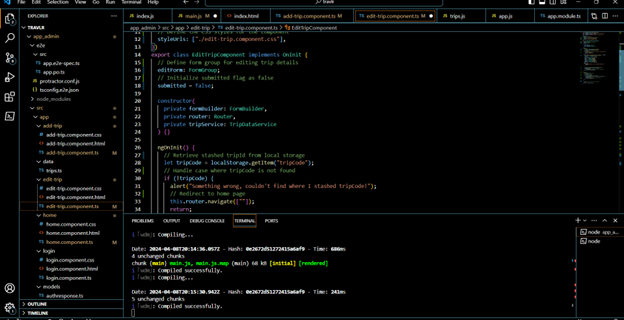 File Edit Selection View Go Run Terminal Help
travlr
EXPLORER
TRAVLR
app_admin
e2e
src
app.e2e-spec.ts
app.po.ts
protractor.conf.js
tsconfig.e2e.json
node_modules
src
app
add-trip
add-trip.component.css
add-trip.component.html
add-trip.component.ts M
data
trips.ts
edit-trip
edit-trip.component.css
edit-trip.component.html
edit-trip.component.ts M
home
home.component.css
home.component.html
home.component.ts M
login
login.component.css
login.component.html
login.component.ts
models
authresponse.ts
OUTLINE
TIMELINE
index.js
main.js M
index.html
add-trip.component.ts M
edit-trip.component.ts M
trips.js
app.js
app.module.ts
app_admin > src > app > edit-trip > edit-trip.component.ts > EditTripComponent
12 styleUrls: ["./edit-trip.component.css"],
13 })
14 export class EditTripComponent implements OnInit {
15 // Define form group for editing trip details
16 editForm: FormGroup;
17 // Initialize submitted flag as false
18 submitted = false;
19
20 constructor(
21 private formBuilder: FormBuilder,
22 private router: Router,
23 private tripService: TripDataService
24 ) {}
25
26 ngOnInit() {
27 // Retrieve stashed tripId from local storage
28 let tripCode = localStorage.getItem("tripCode");
29 // Handle case where tripCode is not found
30 if (!tripCode) {
31 alert("Something wrong, couldn't find where I stashed tripCode!");
32 // Redirect to home page
33 this.router.navigate([""]);
34 return;
PROBLEMS OUTPUT DEBUG CONSOLE TERMINAL PORTS
node app_a...
node
i ｢wdm｣: Compiling...
Date: 2024-04-08T20:14:36.057Z - Hash: 0e2672d51272415a6af9 - Time: 686ms
4 unchanged chunks
chunk {main} main.js, main.js.map (main) 68 kB [initial] [rendered]
i ｢wdm｣: Compiled successfully.
i ｢wdm｣: Compiling...
Date: 2024-04-08T20:15:30.942Z - Hash: 0e2672d51272415a6af9 - Time: 241ms
5 unchanged chunks
i ｢wdm｣: Compiled successfully.